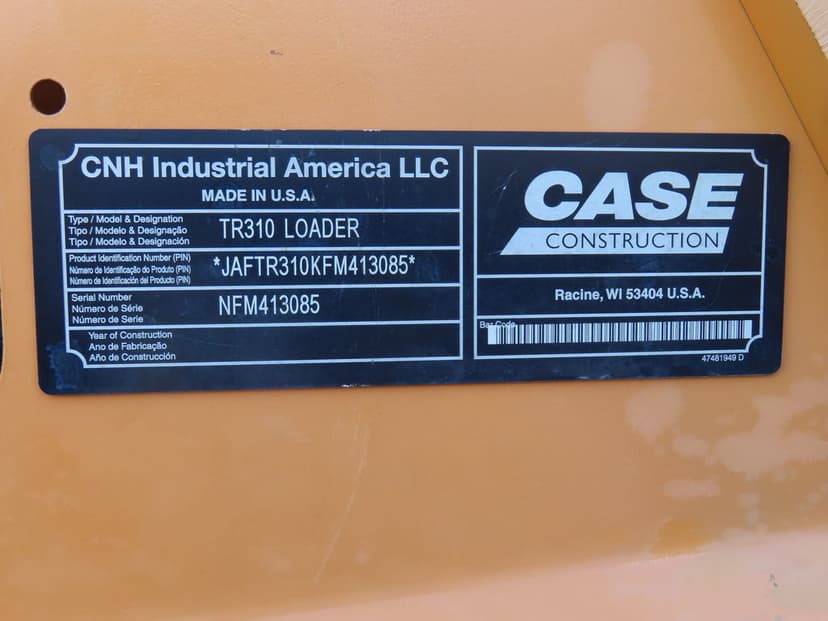 CNH Industrial America LLC
MADE IN U.S.A.
Type / Model & Designation
Tipo / Modelo & Designação
Tipo / Modelo & Designación
TR310 LOADER
Product Identification Number (PIN)
Número de Identificação do Produto (PIN)
Número de Identificación del Producto (PIN)
*JAFTR310KFM413085*
Serial Number
Número de Série
Número de Serie
NFM413085
Year of Construction
Ano de Fabricação
Año de Construcción
CASE
CONSTRUCTION
Racine, WI 53404 U.S.A.
Bar Code
47481949 D